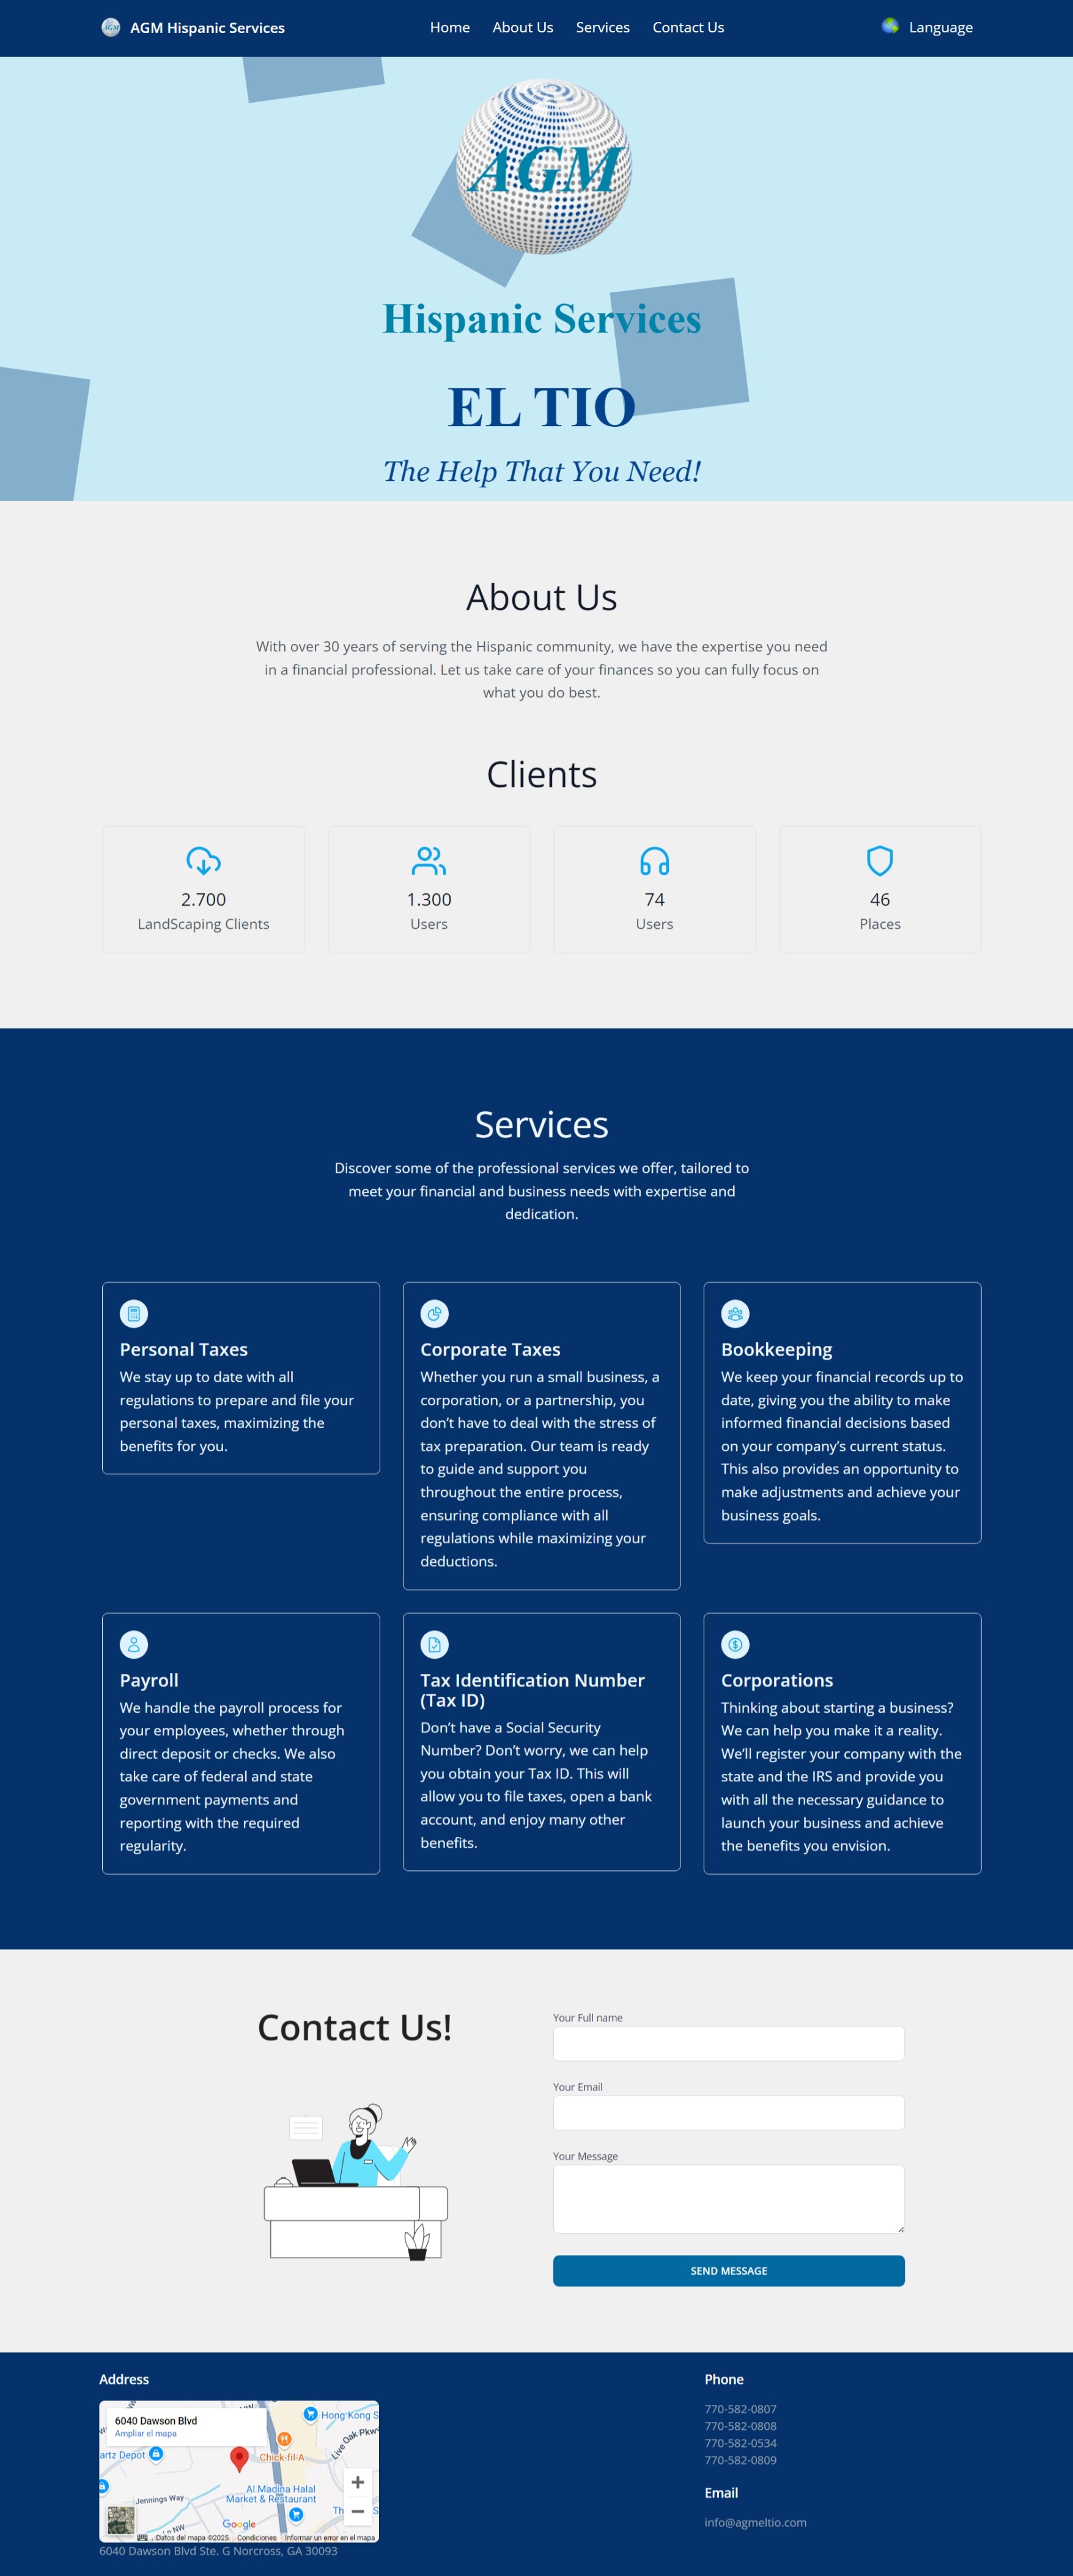 AGM Hispanic Services
Home About Us Services Contact Us
Language
AGM
Hispanic Services
EL TIO
The Help That You Need!
About Us
With over 30 years of serving the Hispanic community, we have the expertise you need
in a financial professional. Let us take care of your finances so you can fully focus on
what you do best.
Clients
2.700
LandScaping Clients
1.300
Users
74
Users
46
Places
Services
Discover some of the professional services we offer, tailored to
meet your financial and business needs with expertise and
dedication.
Personal Taxes
We stay up to date with all
regulations to prepare and file your
personal taxes, maximizing the
benefits for you.
Corporate Taxes
Whether you run a small business, a
corporation, or a partnership, you
don’t have to deal with the stress of
tax preparation. Our team is ready
to guide and support you
throughout the entire process,
ensuring compliance with all
regulations while maximizing your
deductions.
Bookkeeping
We keep your financial records up to
date, giving you the ability to make
informed financial decisions based
on your company’s current status.
This also provides an opportunity to
make adjustments and achieve your
business goals.
Payroll
We handle the payroll process for
your employees, whether through
direct deposit or checks. We also
take care of federal and state
government payments and
reporting with the required
regularity.
Tax Identification Number
(Tax ID)
Don’t have a Social Security
Number? Don’t worry, we can help
you obtain your Tax ID. This will
allow you to file taxes, open a bank
account, and enjoy many other
benefits.
Corporations
Thinking about starting a business?
We can help you make it a reality.
We’ll register your company with the
state and the IRS and provide you
with all the necessary guidance to
launch your business and achieve
the benefits you envision.
Contact Us!
Your Full name
Your Email
Your Message
SEND MESSAGE
Address
6040 Dawson Blvd
Ampliar el mapa
Hong Kong S
Live Oak Pkwy
artz Depot
Chick-fil-A
Al Madina Halal
Market & Restaurant
Jennings Way
Ln NW
Th
S
Google
Datos del mapa ©2025 Condiciones Informar un error en el mapa
6040 Dawson Blvd Ste. G Norcross, GA 30093
Phone
770-582-0807
770-582-0808
770-582-0534
770-582-0809
Email
info@agmeltio.com